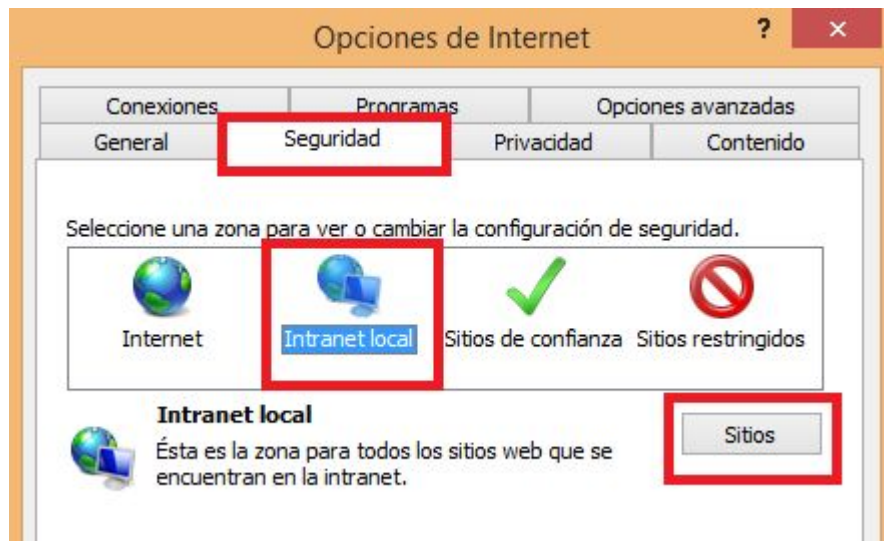 Opciones de Internet
?
×
Conexiones
Programas
Opciones avanzadas
General
Seguridad
Privacidad
Contenido
Seleccione una zona para ver o cambiar la configuración de seguridad.
Internet
Intranet local
Sitios de confianza
Sitios restringidos
Intranet local
Sitios
Ésta es la zona para todos los sitios web que se
encuentran en la intranet.